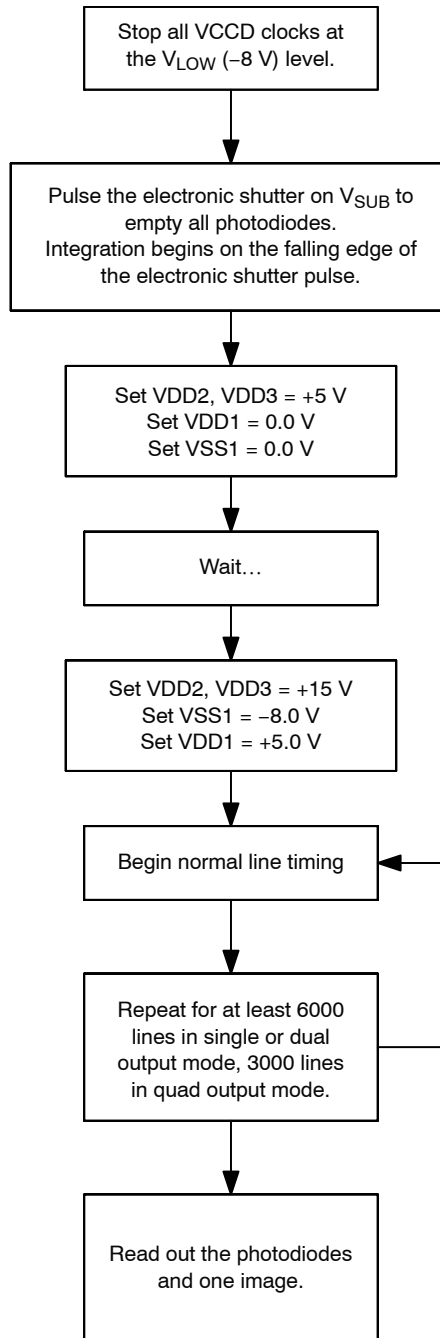 Stop all VCCD clocks at
the VLOW (−8 V) level.
Pulse the electronic shutter on VSUB to
empty all photodiodes.
Integration begins on the falling edge of
the electronic shutter pulse.
Set VDD2, VDD3 = +5 V
Set VDD1 = 0.0 V
Set VSS1 = 0.0 V
Wait…
Set VDD2, VDD3 = +15 V
Set VSS1 = −8.0 V
Set VDD1 = +5.0 V
Begin normal line timing
Repeat for at least 6000
lines in single or dual
output mode, 3000 lines
in quad output mode.
Read out the photodiodes
and one image.